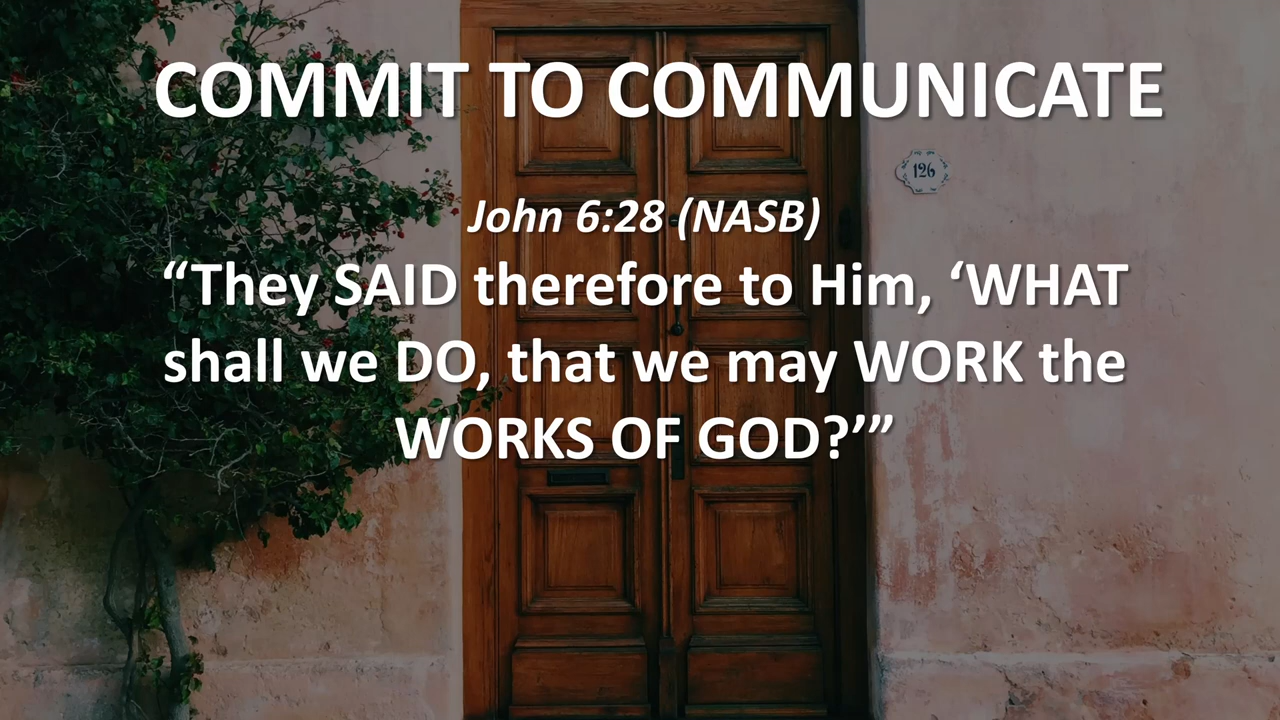 COMMIT TO COMMUNICATE
126
John 6:28 (NASB)
“They SAID therefore to Him, ‘WHAT
shall we DO, that we may WORK the
WORKS OF GOD?’”